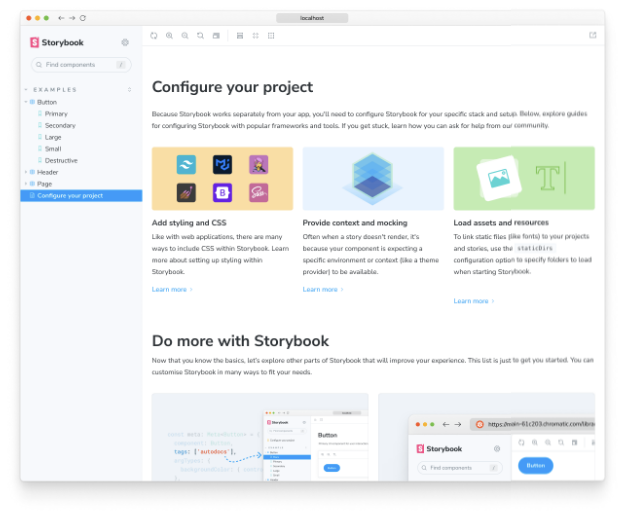 localhost
Storybook
Find components
/
EXAMPLES
Button
Primary
Secondary
Large
Small
Destructive
Header
Page
Configure your project
Configure your project
Because Storybook works separately from your app, you'll need to configure Storybook for your specific stack and setup. Below, explore guides
for configuring Storybook with popular frameworks and tools. If you get stuck, learn how you can ask for help from our community.
Add styling and CSS
Like with web applications, there are many
ways to include CSS within Storybook. Learn
more about setting up styling within
Storybook.
Learn more
Provide context and mocking
Often when a story doesn't render, it's
because your component is expecting a
specific environment or context (like a theme
provider) to be available.
Learn more
T
Load assets and resources
To link static files (like fonts) to your projects
and stories, use the staticDirs
configuration option to specify folders to load
when starting Storybook.
Learn more
Do more with Storybook
Now that you know the basics, let's explore other parts of Storybook that will improve your experience. This list is just to get you started. You can
customise Storybook in many ways to fit your needs.
component: Button,
tags: ['autodocs'],
Storybook
Button
https://main-61c203.chromatic.com/libra
Storybook
Find components
/
Button